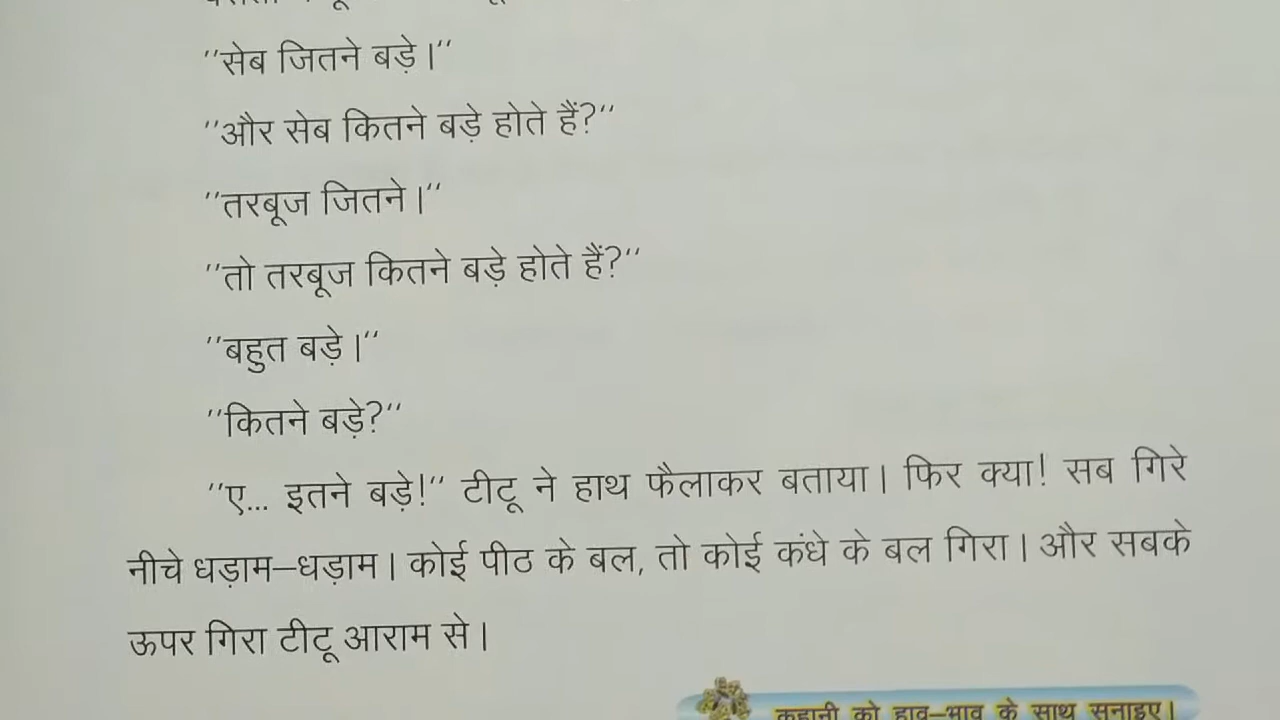 "सेब जितने बड़े।"
"और सेब कितने बड़े होते हैं?"
"तरबूज जितने।"
"तो तरबूज कितने बड़े होते हैं?"
"बहुत बड़े।"
"कितने बड़े?"
"ए... इतने बड़े!" टीटू ने हाथ फैलाकर बताया। फिर क्या! सब गिरे
नीचे धड़ाम–धड़ाम। कोई पीठ के बल, तो कोई कंधे के बल गिरा। और सबके
ऊपर गिरा टीटू आराम से।
कहानी को हाव–भाव के साथ सुनाइए।